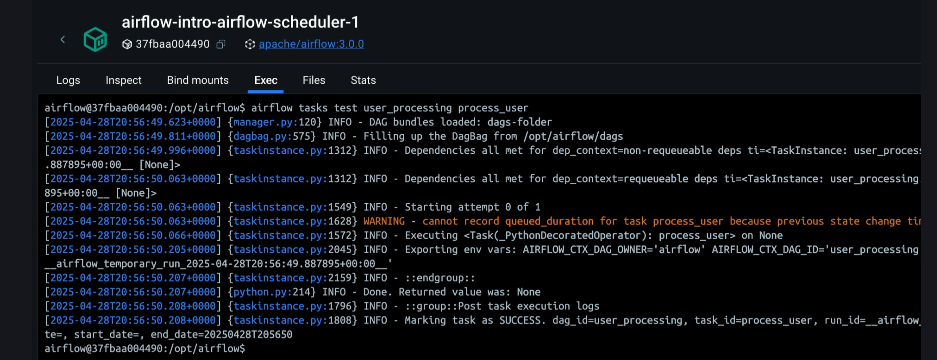 airflow-intro-airflow-scheduler-1
37fbaa004490 apache/airflow:3.0.0
Logs Inspect Bind mounts Exec Files Stats
airflow@37fbaa004490:/opt/airflow$ airflow tasks test user_processing process_user
[2025-04-28T20:56:49.623+0000] {manager.py:120} INFO - DAG bundles loaded: dags-folder
[2025-04-28T20:56:49.811+0000] {dagbag.py:575} INFO - Filling up the DagBag from /opt/airflow/dags
[2025-04-28T20:56:49.996+0000] {taskinstance.py:1312} INFO - Dependencies all met for dep_context=non-requeueable deps ti=<TaskInstance: user_process
.887895+00:00__ [None]>
[2025-04-28T20:56:50.063+0000] {taskinstance.py:1312} INFO - Dependencies all met for dep_context=requeueable deps ti=<TaskInstance: user_processing.
895+00:00__ [None]>
[2025-04-28T20:56:50.063+0000] {taskinstance.py:1549} INFO - Starting attempt 0 of 1
[2025-04-28T20:56:50.063+0000] {taskinstance.py:1628} WARNING - cannot record queued_duration for task process_user because previous state change tim
[2025-04-28T20:56:50.066+0000] {taskinstance.py:1572} INFO - Executing <Task(_PythonDecoratedOperator): process_user> on None
[2025-04-28T20:56:50.205+0000] {taskinstance.py:2045} INFO - Exporting env vars: AIRFLOW_CTX_DAG_OWNER='airflow' AIRFLOW_CTX_DAG_ID='user_processing
__airflow_temporary_run_2025-04-28T20:56:49.887895+00:00__'
[2025-04-28T20:56:50.207+0000] {taskinstance.py:2159} INFO - ::endgroup::
[2025-04-28T20:56:50.207+0000] {python.py:214} INFO - Done. Returned value was: None
[2025-04-28T20:56:50.208+0000] {taskinstance.py:1796} INFO - ::group::Post task execution logs
[2025-04-28T20:56:50.208+0000] {taskinstance.py:1808} INFO - Marking task as SUCCESS. dag_id=user_processing, task_id=process_user, run_id=__airflow_
te=, start_date=, end_date=20250428T205650
airflow@37fbaa004490:/opt/airflow$